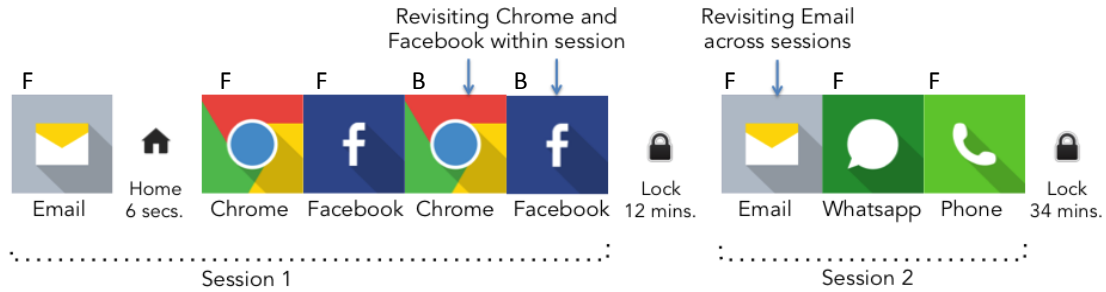 Revisiting Chrome and
Facebook within session
Revisiting Email
across sessions
F
F
F
B
B
F
F
F
f
f
Home
6 secs.
Lock
12 mins.
Lock
34 mins.
Email
Chrome
Facebook
Chrome
Facebook
Email
Whatsapp
Phone
Session 1
Session 2